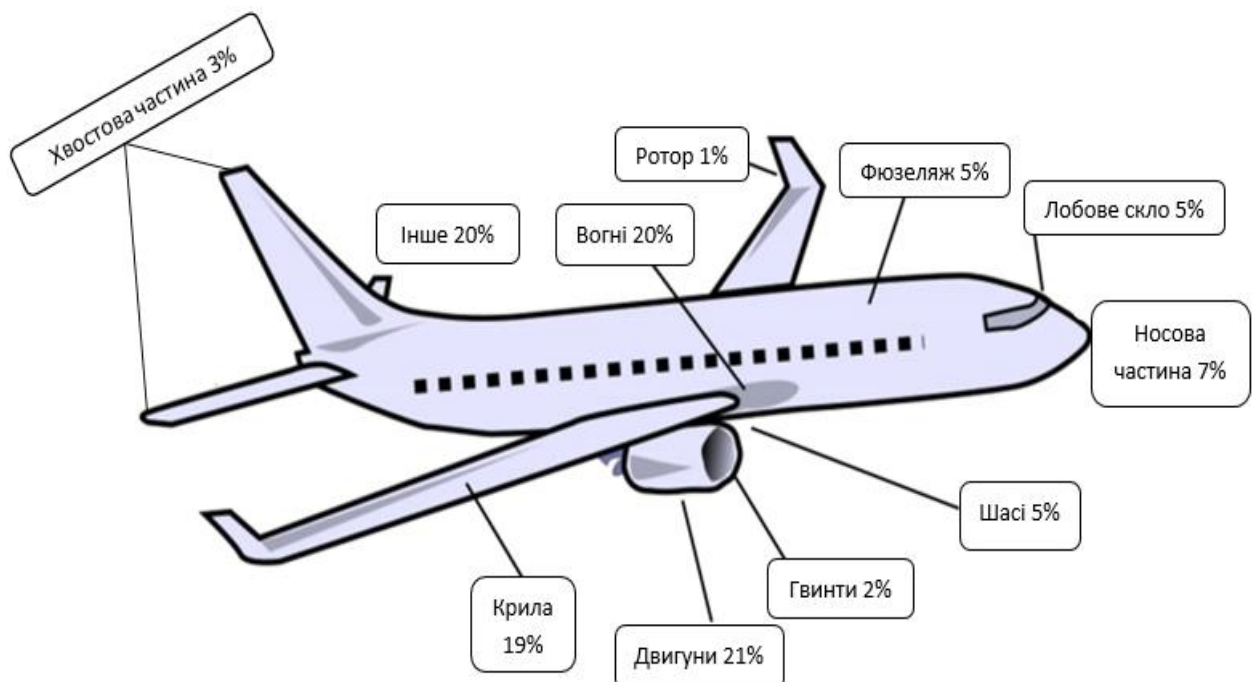 Хвостова частина 3%
Ротор 1%
Фюзеляж 5%
Лобове скло 5%
Інше 20%
Вогні 20%
Носова
частина 7%
Шасі 5%
Гвинти 2%
Крила
19%
Двигуни 21%